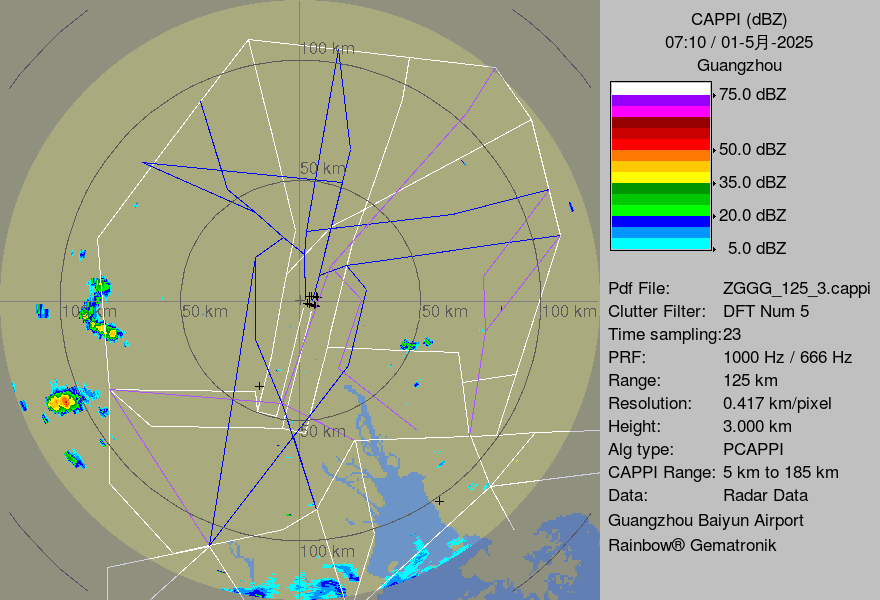 CAPPI (dBZ)
07:10 / 01-5月-2025
Guangzhou
75.0 dBZ
50.0 dBZ
35.0 dBZ
20.0 dBZ
5.0 dBZ
Pdf File: ZGGG_125_3.cappi
Clutter Filter: DFT Num 5
Time sampling:23
PRF: 1000 Hz / 666 Hz
Range: 125 km
Resolution: 0.417 km/pixel
Height: 3.000 km
Alg type: PCAPPI
CAPPI Range: 5 km to 185 km
Data: Radar Data
Guangzhou Baiyun Airport
Rainbow® Gematronik
100 km
50 km
100 km
50 km
50 km
100 km
50 km
100 km